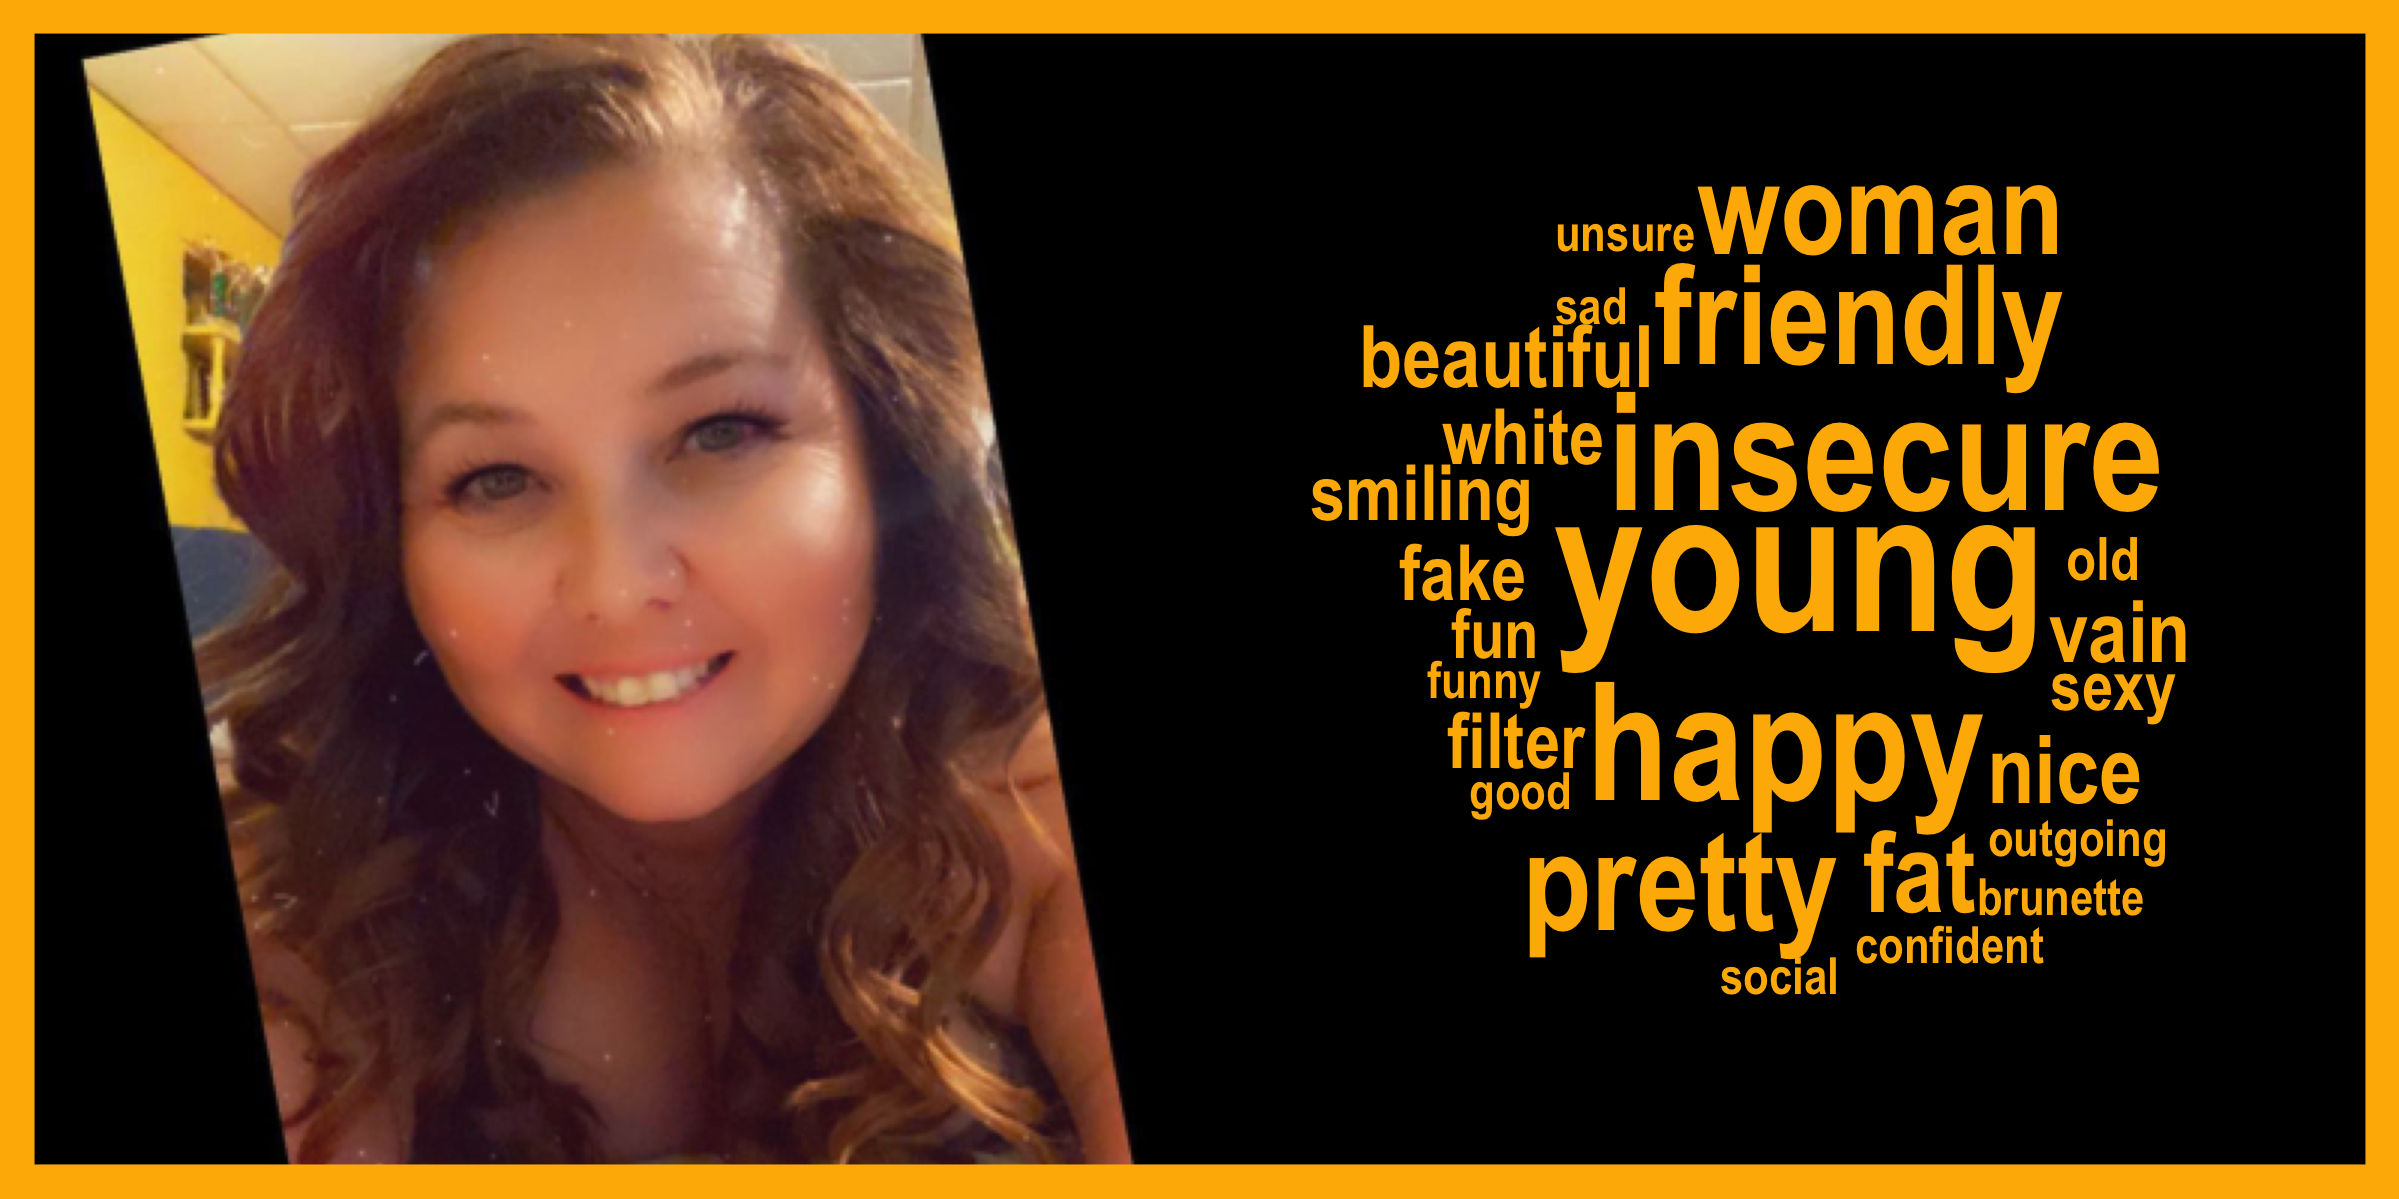 unsure woman
sad friendly
beautiful
white insecure
smiling
young old
fake
fun vain
funny sexy
happy
filter nice
good
outgoing
pretty fat brunette
confident
social